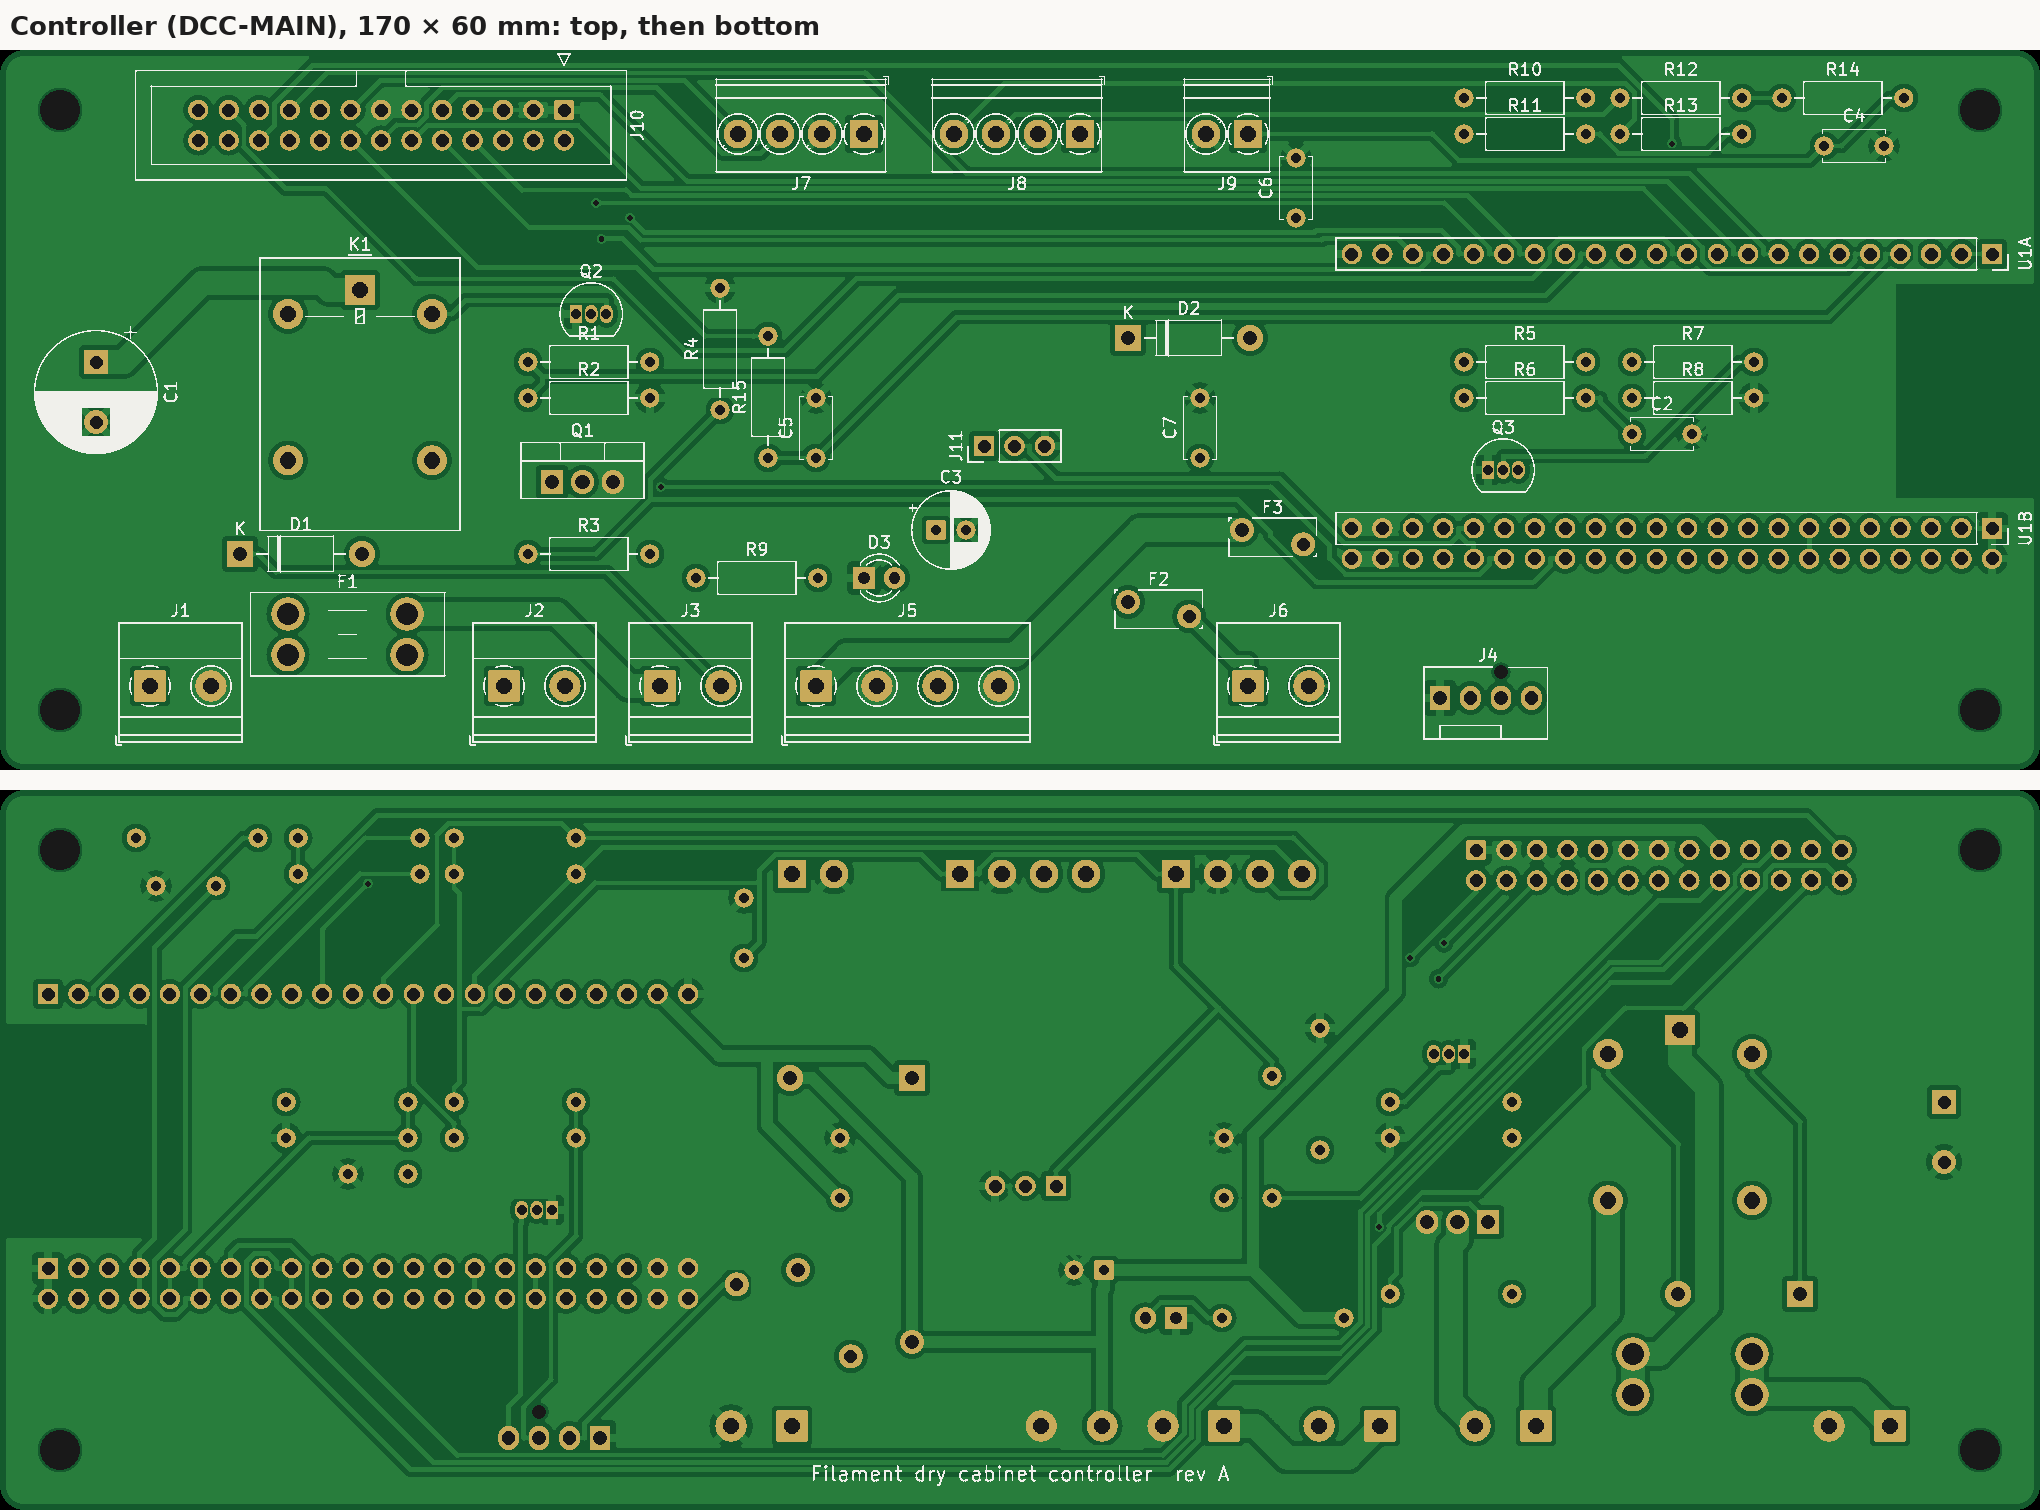 Controller (DCC-MAIN), 170 × 60 mm: top, then bottom
R10 R12 R14
R11 R13
C4
J10
J7 J8 J9
C6
K1
U1A
Q2
K D2
R1
R4
R5 R7
R2
R6 R8
C1
R15
C2
C5
C7
Q1
J11
Q3
C3
F3
K D1
R3
U1B
D3
R9
F1
F2
J1 J2 J3 J5 J6
J4
Filament dry cabinet controller rev A